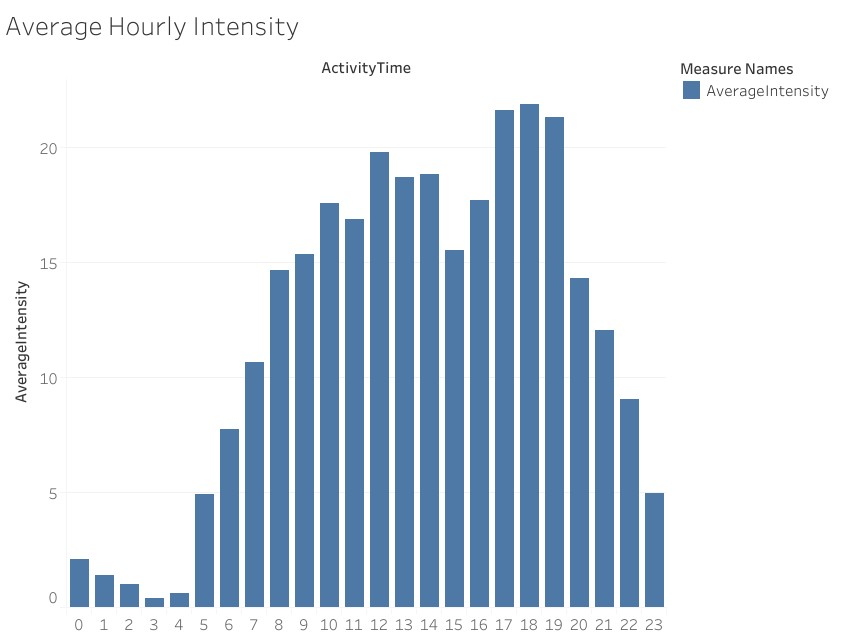 Average Hourly Intensity
ActivityTime
Measure Names
AverageIntensity
AverageIntensity
20
15
10
5
0
0 1 2 3 4 5 6 7 8 9 10 11 12 13 14 15 16 17 18 19 20 21 22 23